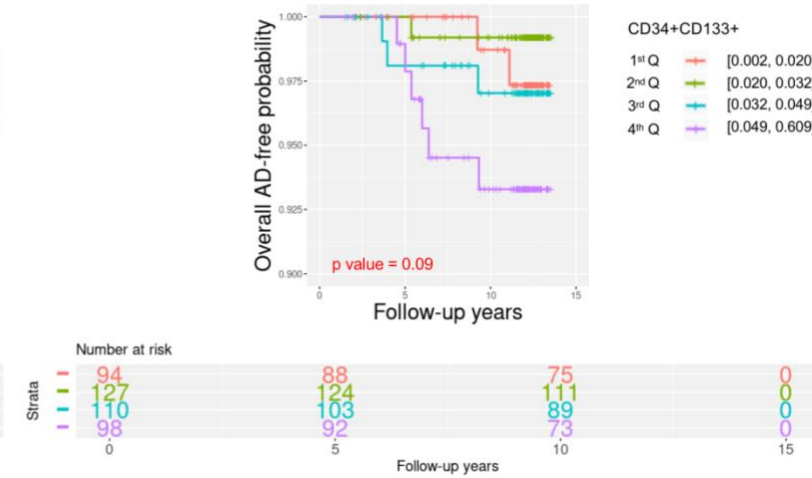 1.000
0.975
0.950
0.925
0.900
Overall AD-free probability
p value = 0.09
0 5 10 15
Follow-up years
CD34+CD133+
1st Q [0.002, 0.020
2nd Q [0.020, 0.032
3rd Q [0.032, 0.049
4th Q [0.049, 0.609
Number at risk
Strata
94 88 75 0
127 124 111 0
110 103 89 0
98 92 73 0
0 5 10 15
Follow-up years